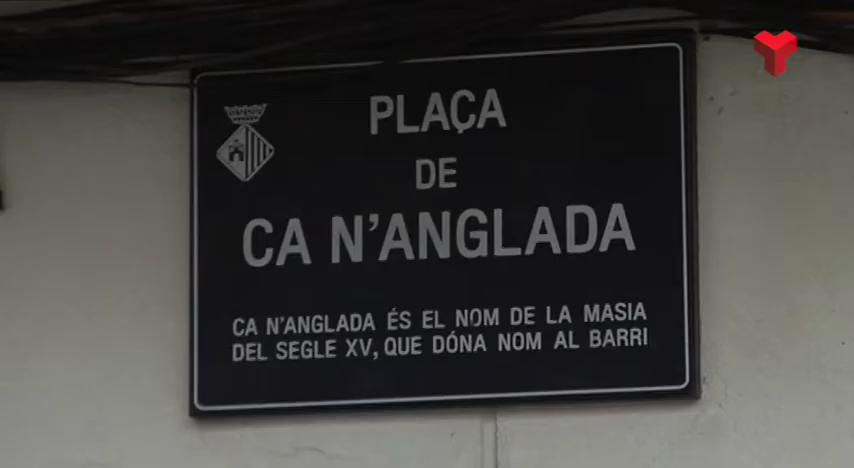 PLAÇA
DE
CA N'ANGLADA
CA N'ANGLADA ÉS EL NOM DE LA MASIA
DEL SEGLE XV, QUE DÓNA NOM AL BARRI